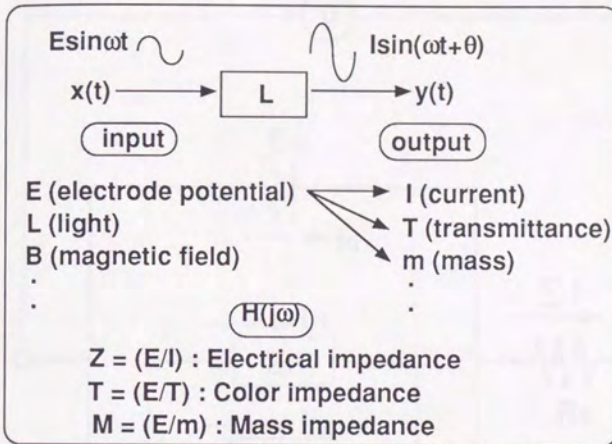 Esinωt Isin(ωt+θ)
x(t) L y(t)
input output
E (electrode potential) I (current)
L (light) T (transmittance)
B (magnetic field) m (mass)
. .
. .
H(jω)
Z = (E/I) : Electrical impedance
T = (E/T) : Color impedance
M = (E/m) : Mass impedance